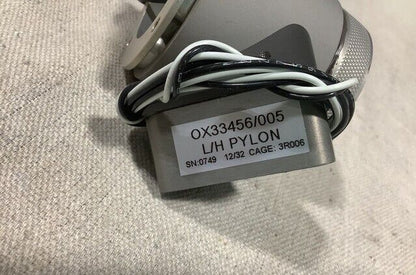 OX33456/005
L/H PYLON
SN:0749 12/32 CAGE: 3R006